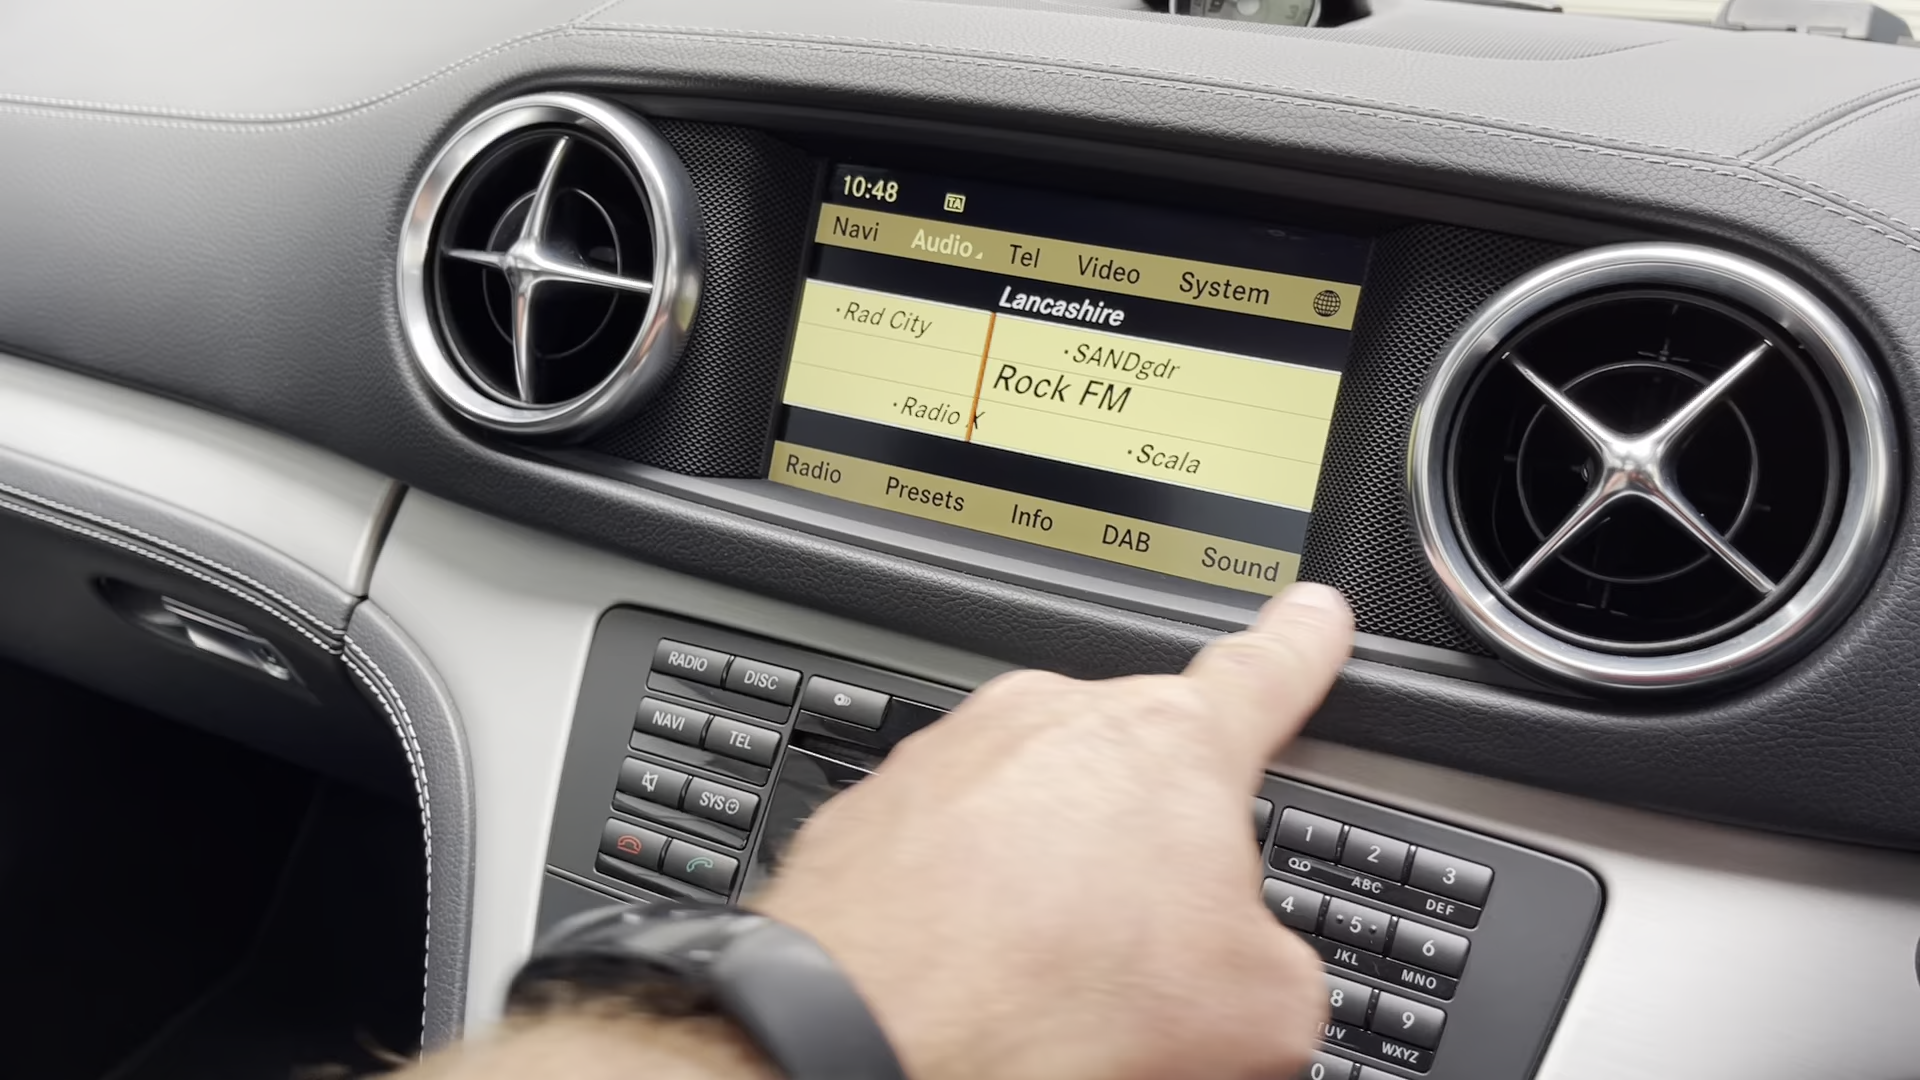 10:48 TA
Navi Audio Tel Video System
Lancashire
·Rad City
·SANDgdr
Rock FM
·Radio X
·Scala
Radio Presets Info DAB Sound
RADIO DISC
NAVI TEL
SYS
1 2 3
ABC DEF
4 ·5· 6
JKL MNO
8 9
TUV WXYZ
0